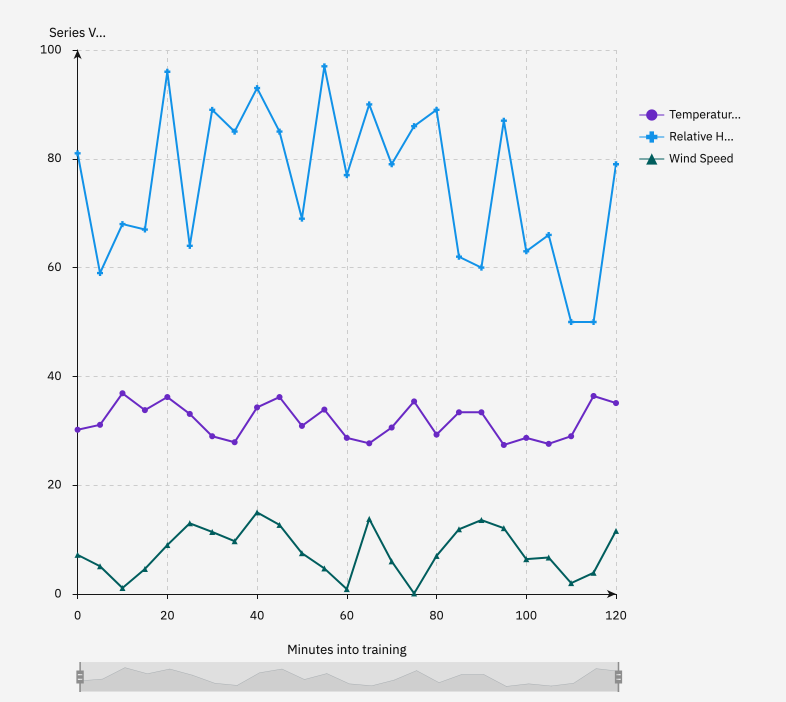 Series V...
100
80
60
40
20
0
0 20 40 60 80 100 120
Minutes into training
Temperatur...
Relative H...
Wind Speed